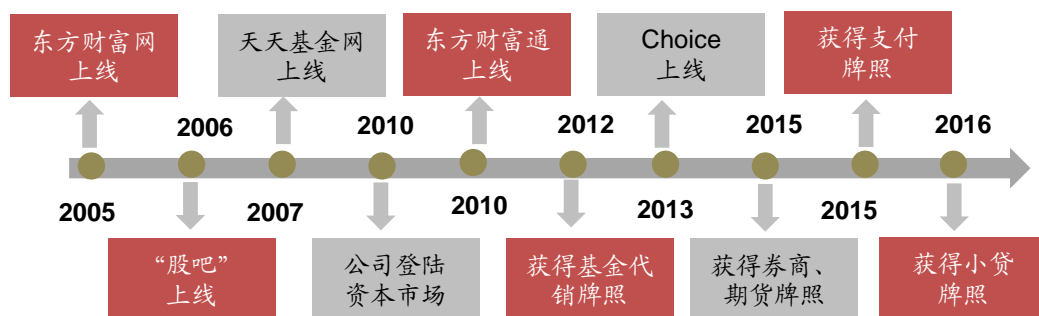 东方财富网
上线
天天基金网
上线
东方财富通
上线
Choice
上线
获得支付
牌照
2006
2010
2012
2015
2016
2005
2007
2010
2013
2015
“股吧”
上线
公司登陆
资本市场
获得基金代
销牌照
获得券商、
期货牌照
获得小贷
牌照